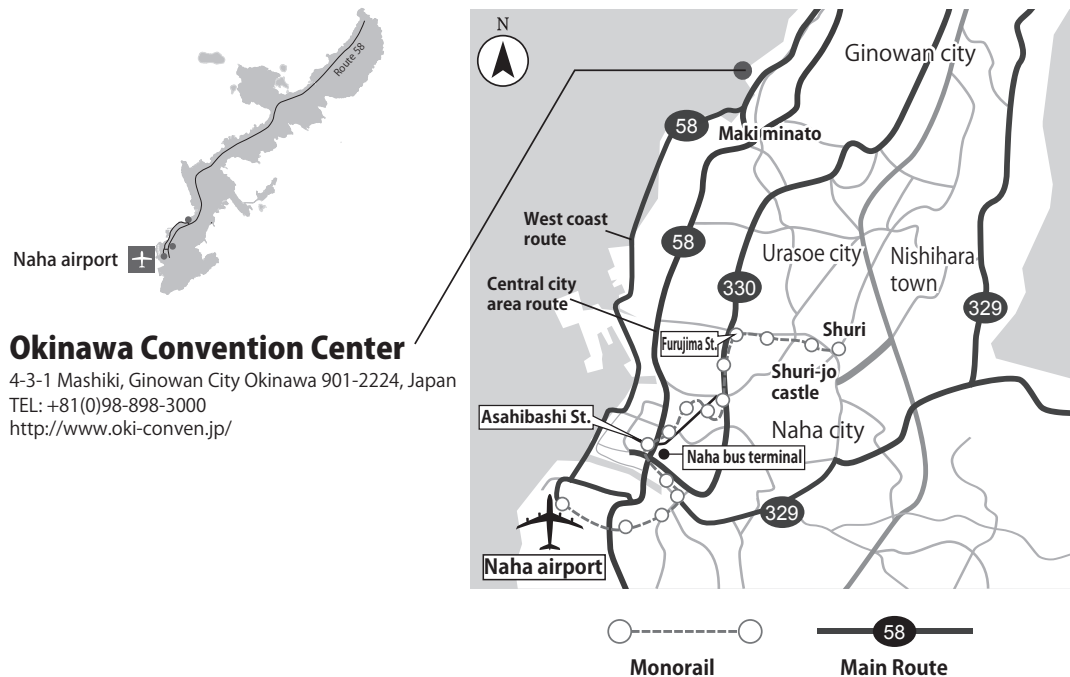 Route 58
Naha airport
Okinawa Convention Center
4-3-1 Mashiki, Ginowan City Okinawa 901-2224, Japan
TEL: +81(0)98-898-3000
http://www.oki-conven.jp/
N
Ginowan city
58
Makiminato
West coast
route
58
Urasoe city
Nishihara
town
Central city
area route
330
329
Furujima St.
Shuri
Shuri-jo
castle
Asahibashi St.
Naha city
Naha bus terminal
329
Naha airport
58
Monorail
Main Route